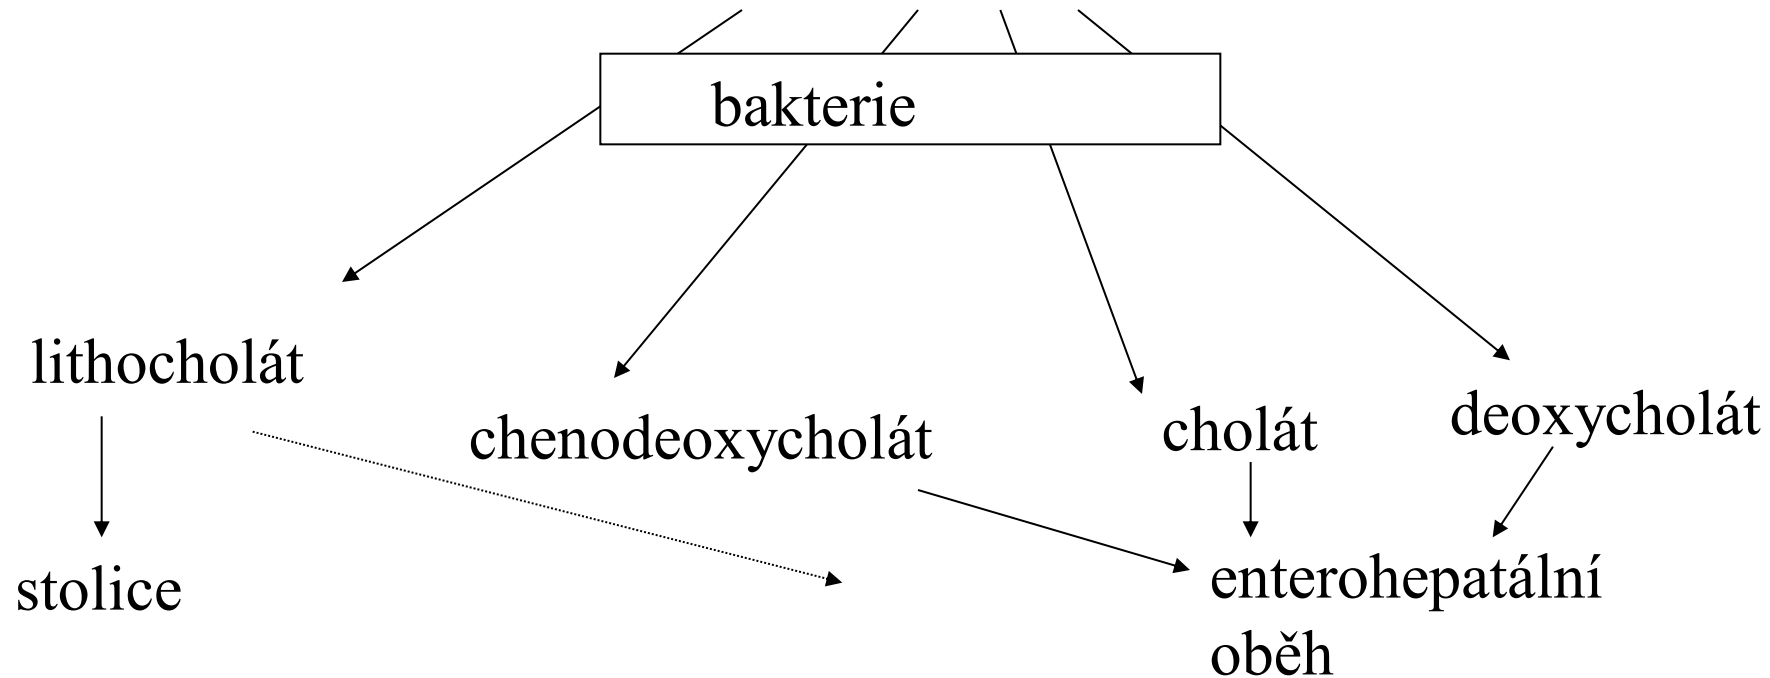 bakterie
lithocholát
chenodeoxycholát
cholát
deoxycholát
stolice
enterohepatální
oběh